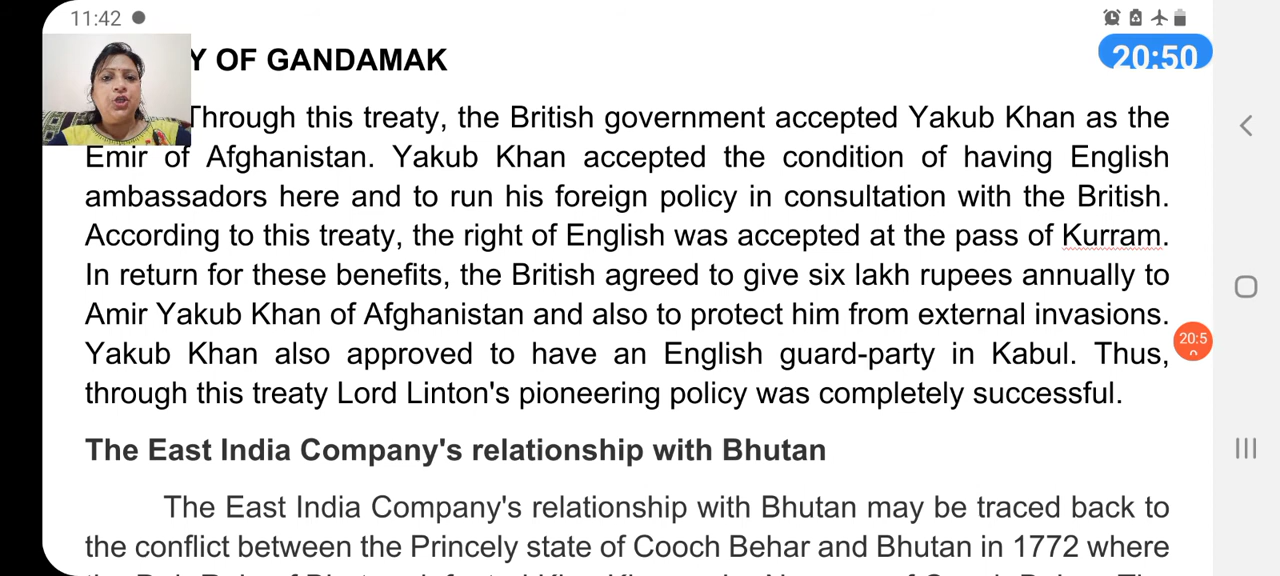 11:42
Y OF GANDAMAK
20:50
Through this treaty, the British government accepted Yakub Khan as the
Emir of Afghanistan. Yakub Khan accepted the condition of having English
ambassadors here and to run his foreign policy in consultation with the British.
According to this treaty, the right of English was accepted at the pass of Kurram.
In return for these benefits, the British agreed to give six lakh rupees annually to
Amir Yakub Khan of Afghanistan and also to protect him from external invasions.
20:5
Yakub Khan also approved to have an English guard-party in Kabul. Thus,
through this treaty Lord Linton's pioneering policy was completely successful.
The East India Company's relationship with Bhutan
The East India Company's relationship with Bhutan may be traced back to
the conflict between the Princely state of Cooch Behar and Bhutan in 1772 where